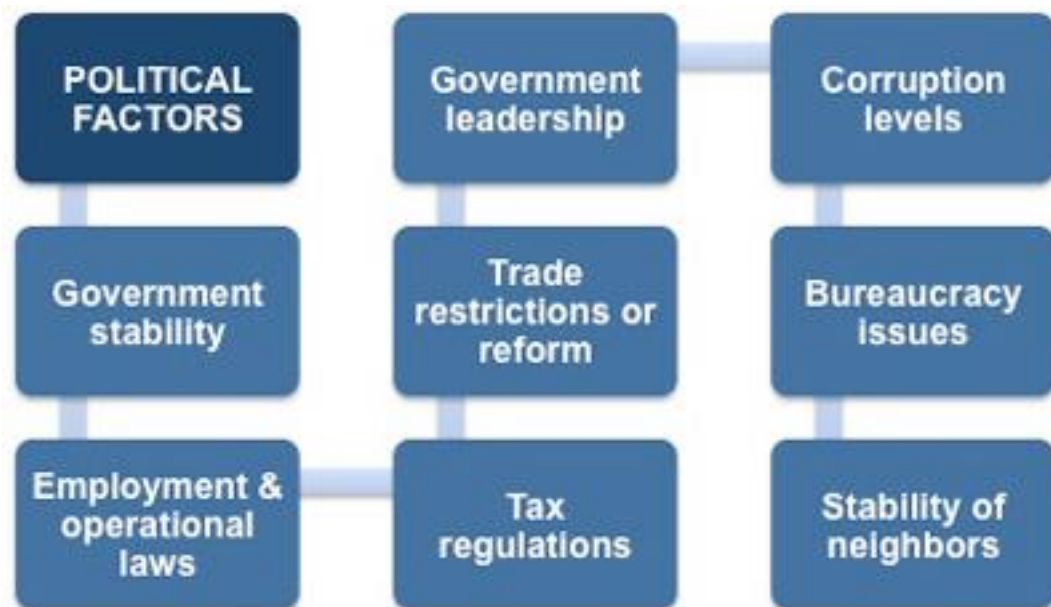 POLITICAL
FACTORS
Government
stability
Employment &
operational
laws
Tax
regulations
Trade
restrictions or
reform
Government
leadership
Corruption
levels
Bureaucracy
issues
Stability of
neighbors